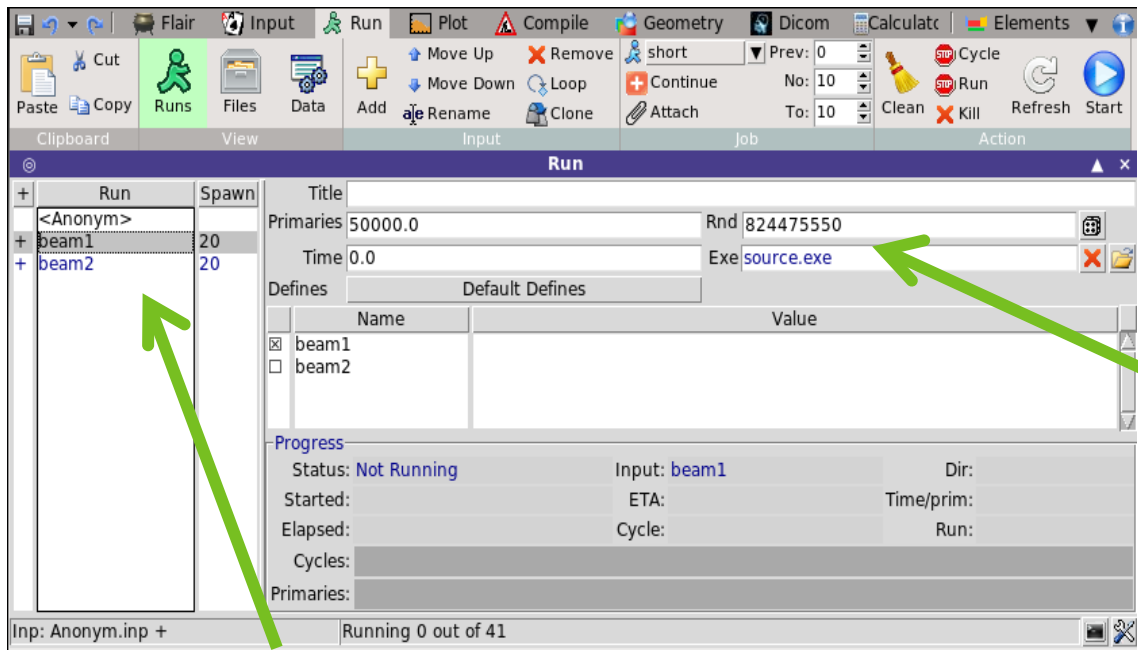 Flair Input Run Plot Compile Geometry Dicom Calculatc Elements
Cut Move Up Remove short Prev: 0 Cycle
Move Down Loop Continue No: 10 Run
Paste Copy Runs Files Data Add Rename Clone Attach To: 10 Clean Kill Refresh Start
Clipboard View Input Job Action
Run
+ Run Spawn Title
<Anonym> Primaries 50000.0 Rnd 824475550
+ beam1 20
+ beam2 20 Time 0.0 Exe source.exe
Defines Default Defines
Name Value
beam1
beam2
Progress
Status: Not Running Input: beam1 Dir:
Started: ETA: Time/prim:
Elapsed: Cycle: Run:
Cycles:
Primaries:
Inp: Anonym.inp + Running 0 out of 41